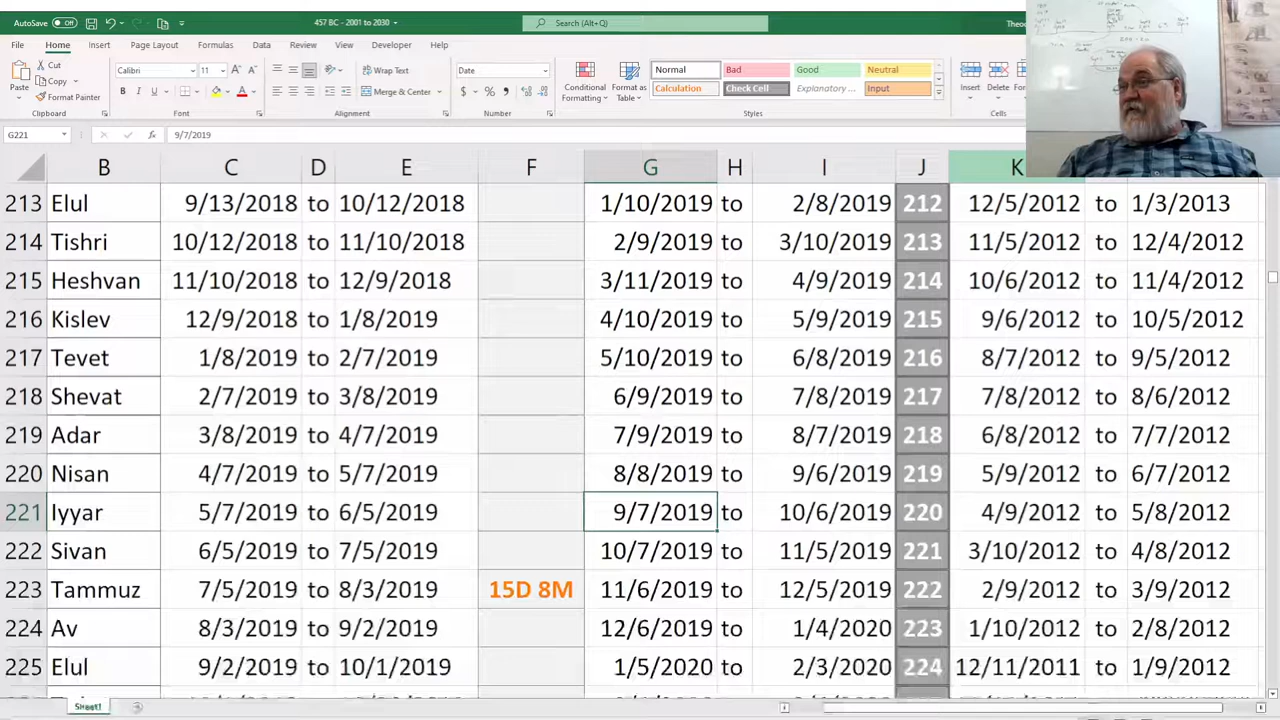 AutoSave Off 457 BC - 2001 to 2030 Search (Alt+Q)
File Home Insert Page Layout Formulas Data Review View Developer Help
Paste Cut Copy Format Painter Calibri 11 Wrap Text Merge & Center Date Conditional Formatting Format as Table Normal Bad Good Neutral Calculation Check Cell Explanatory ... Input Insert Delete
Clipboard Font Alignment Number Styles Cells
G221 9/7/2019
B C D E F G H I J K
213 Elul 9/13/2018 to 10/12/2018 1/10/2019 to 2/8/2019 212 12/5/2012 to 1/3/2013
214 Tishri 10/12/2018 to 11/10/2018 2/9/2019 to 3/10/2019 213 11/5/2012 to 12/4/2012
215 Heshvan 11/10/2018 to 12/9/2018 3/11/2019 to 4/9/2019 214 10/6/2012 to 11/4/2012
216 Kislev 12/9/2018 to 1/8/2019 4/10/2019 to 5/9/2019 215 9/6/2012 to 10/5/2012
217 Tevet 1/8/2019 to 2/7/2019 5/10/2019 to 6/8/2019 216 8/7/2012 to 9/5/2012
218 Shevat 2/7/2019 to 3/8/2019 6/9/2019 to 7/8/2019 217 7/8/2012 to 8/6/2012
219 Adar 3/8/2019 to 4/7/2019 7/9/2019 to 8/7/2019 218 6/8/2012 to 7/7/2012
220 Nisan 4/7/2019 to 5/7/2019 8/8/2019 to 9/6/2019 219 5/9/2012 to 6/7/2012
221 Iyyar 5/7/2019 to 6/5/2019 9/7/2019 to 10/6/2019 220 4/9/2012 to 5/8/2012
222 Sivan 6/5/2019 to 7/5/2019 10/7/2019 to 11/5/2019 221 3/10/2012 to 4/8/2012
223 Tammuz 7/5/2019 to 8/3/2019 15D 8M 11/6/2019 to 12/5/2019 222 2/9/2012 to 3/9/2012
224 Av 8/3/2019 to 9/2/2019 12/6/2019 to 1/4/2020 223 1/10/2012 to 2/8/2012
225 Elul 9/2/2019 to 10/1/2019 1/5/2020 to 2/3/2020 224 12/11/2011 to 1/9/2012
Sheet1